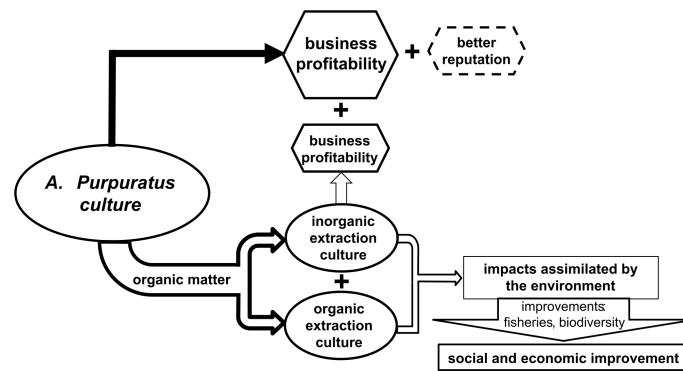 business
profitability
+
better
reputation
+
business
profitability
A. Purpuratus
culture
inorganic
extraction
culture
organic matter
+
organic
extraction
culture
impacts assimilated by
the environment
improvements:
fisheries, biodiversity
social and economic improvement